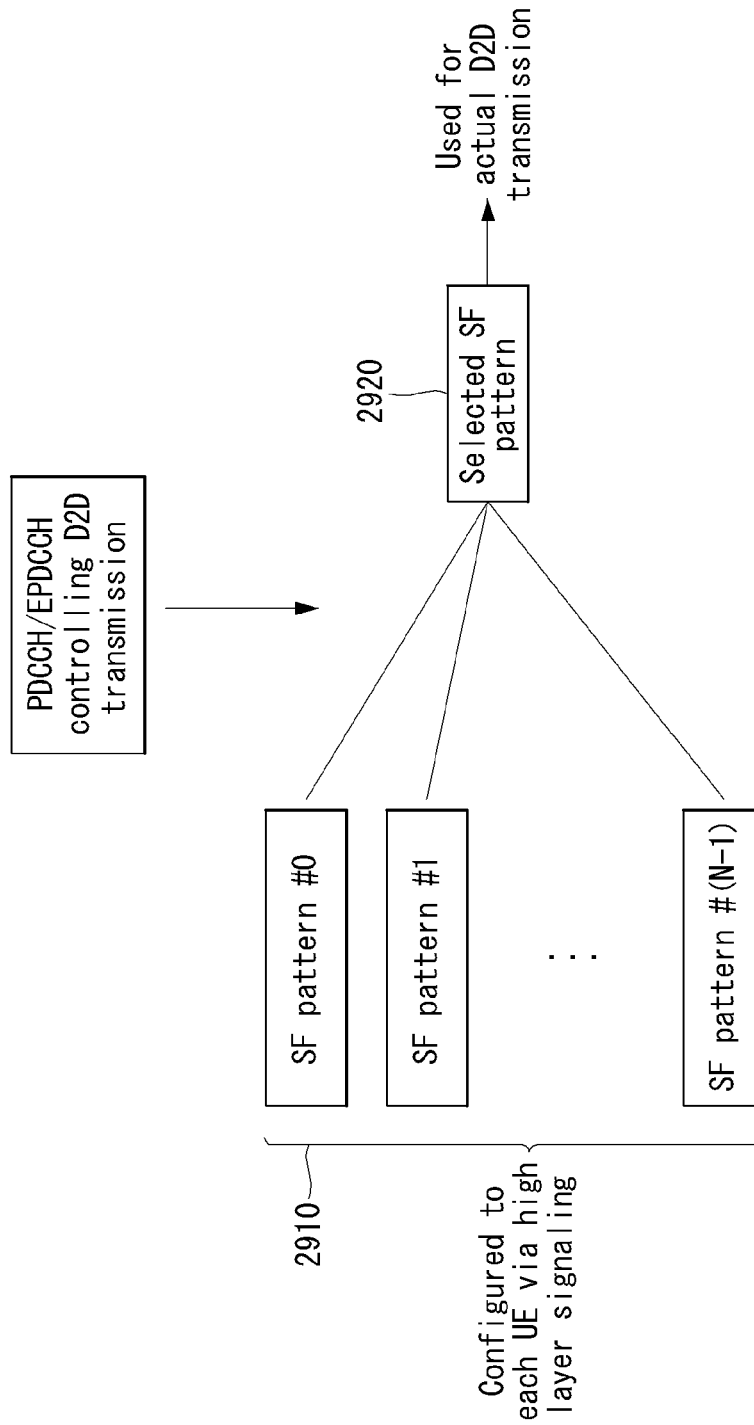 PDCCH/EPDCCH
controlling D2D
transmission
SF pattern #0
SF pattern #1
...
SF pattern #(N-1)
2910
Configured to
each UE via high
layer signaling
2920
Selected SF
pattern
Used for
actual D2D
transmission